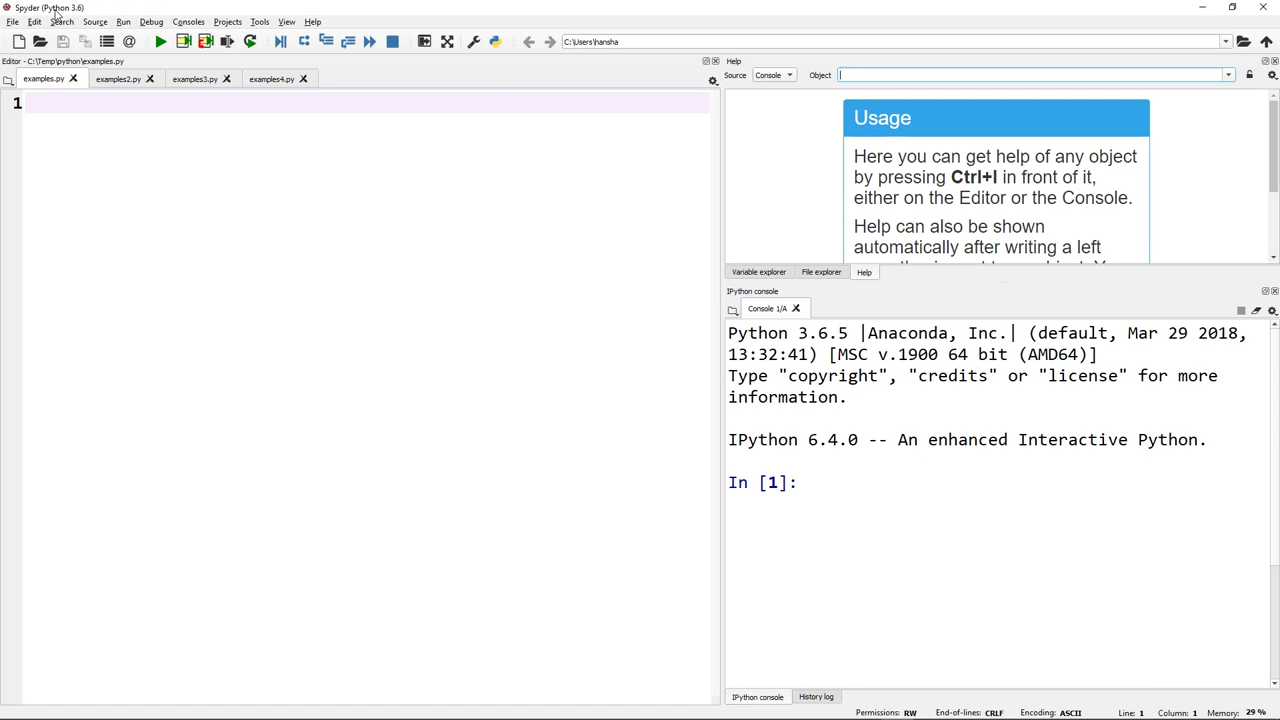 Spyder (Python 3.6)
File Edit Search Source Run Debug Consoles Projects Tools View Help
C:\Users\hansha
Editor - C:\Temp\python\examples.py
examples.py examples2.py examples3.py examples4.py
1
Help
Source Console Object
Usage
Here you can get help of any object
by pressing Ctrl+I in front of it,
either on the Editor or the Console.
Help can also be shown
automatically after writing a left
Variable explorer File explorer Help
IPython console
Console 1/A
Python 3.6.5 |Anaconda, Inc.| (default, Mar 29 2018,
13:32:41) [MSC v.1900 64 bit (AMD64)]
Type "copyright", "credits" or "license" for more
information.
IPython 6.4.0 -- An enhanced Interactive Python.
In [1]:
IPython console History log
Permissions: RW End-of-lines: CRLF Encoding: ASCII Line: 1 Column: 1 Memory: 29 %